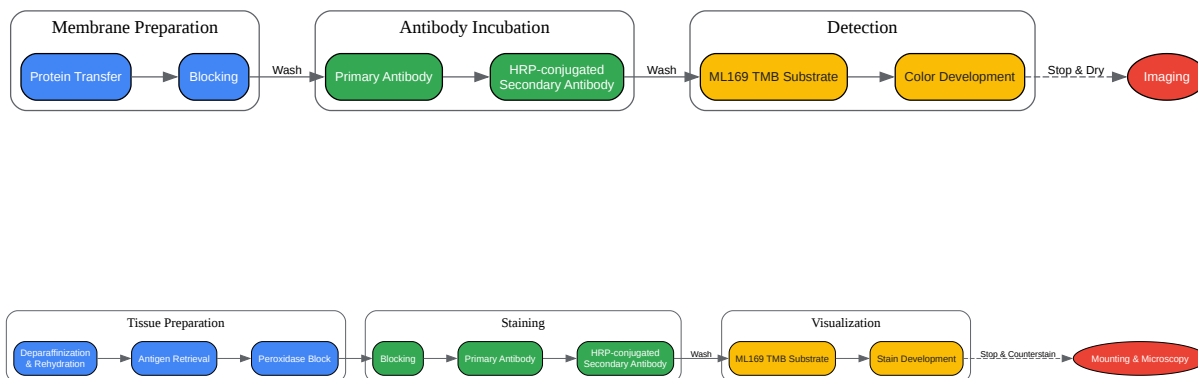 Membrane Preparation
Antibody Incubation
Detection
Protein Transfer
Blocking
Wash
Primary Antibody
HRP-conjugated
Secondary Antibody
Wash
ML169 TMB Substrate
Color Development
Stop & Dry
Imaging
Tissue Preparation
Staining
Visualization
Deparaffinization
& Rehydration
Antigen Retrieval
Peroxidase Block
Blocking
Primary Antibody
HRP-conjugated
Secondary Antibody
Wash
ML169 TMB Substrate
Stain Development
Stop & Counterstain
Mounting & Microscopy